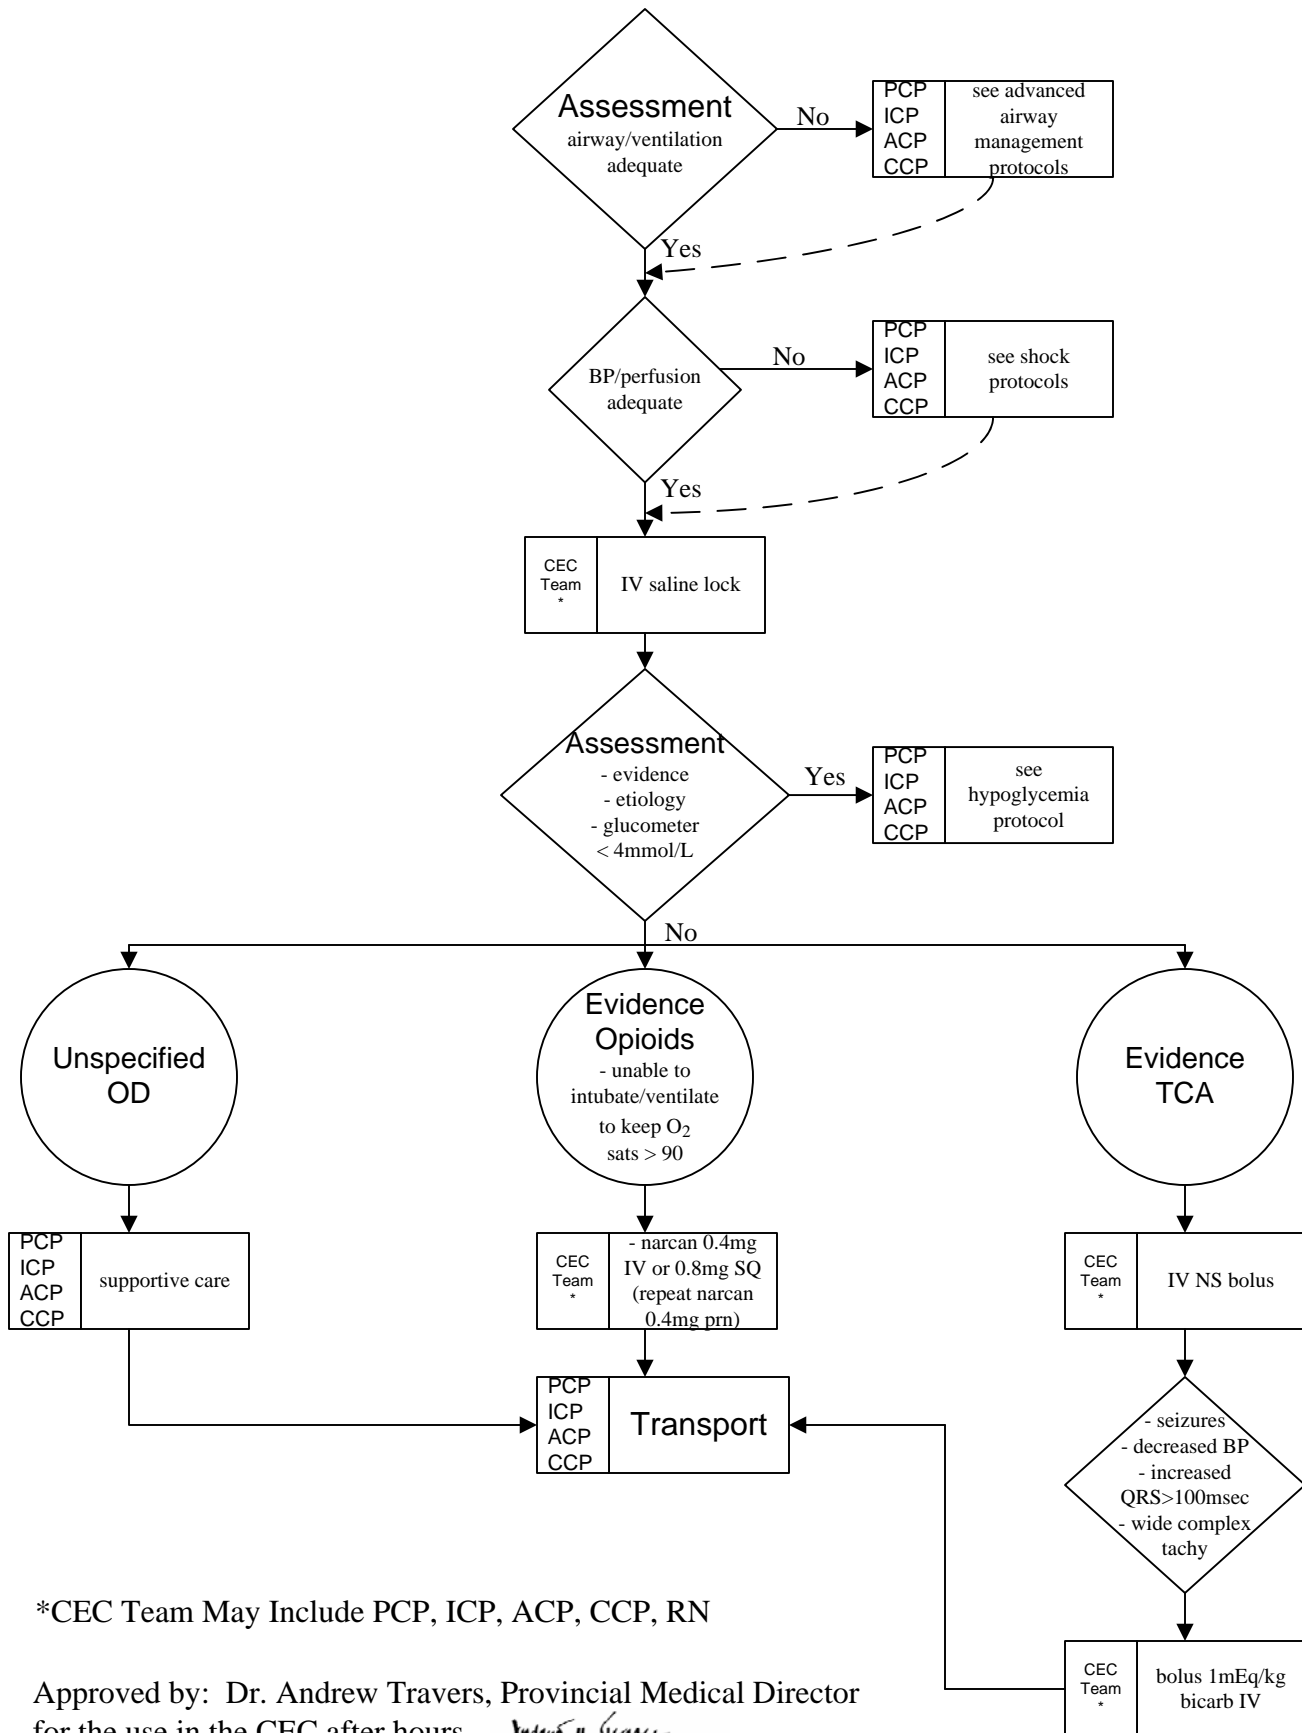 Assessment
airway/ventilation
adequate
No
PCP
ICP
ACP
CCP
see advanced
airway
management
protocols
Yes
BP/perfusion
adequate
No
PCP
ICP
ACP
CCP
see shock
protocols
Yes
CEC
Team
*
IV saline lock
Assessment
- evidence
- etiology
- glucometer
< 4mmol/L
Yes
PCP
ICP
ACP
CCP
see
hypoglycemia
protocol
No
Unspecified
OD
Evidence
Opioids
- unable to
intubate/ventilate
to keep O2
sats > 90
Evidence
TCA
PCP
ICP
ACP
CCP
supportive care
CEC
Team
*
- narcan 0.4mg
IV or 0.8mg SQ
(repeat narcan
0.4mg prn)
CEC
Team
*
IV NS bolus
PCP
ICP
ACP
CCP
Transport
- seizures
- decreased BP
- increased
QRS>100msec
- wide complex
tachy
CEC
Team
*
bolus 1mEq/kg
bicarb IV
*CEC Team May Include PCP, ICP, ACP, CCP, RN
Approved by: Dr. Andrew Travers, Provincial Medical Director
for the use in the CEC after hours